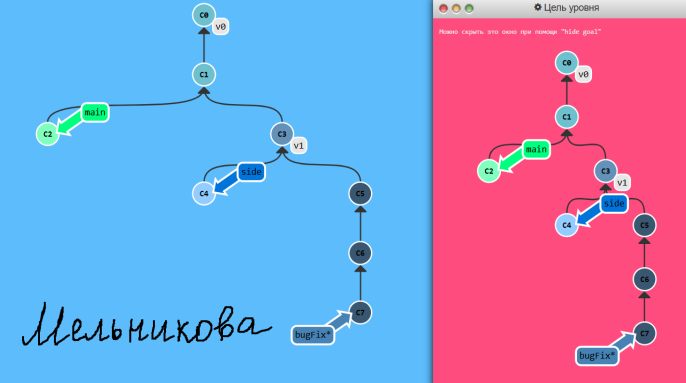 C0
v0
C1
main
C2
C3
v1
side
C4
C5
C6
C7
bugFix*
Мельникова
Цель уровня
Можно скрыть это окно при помощи "hide goal"
C0
v0
C1
main
C2
C3
v1
side
C4
C5
C6
C7
bugFix*